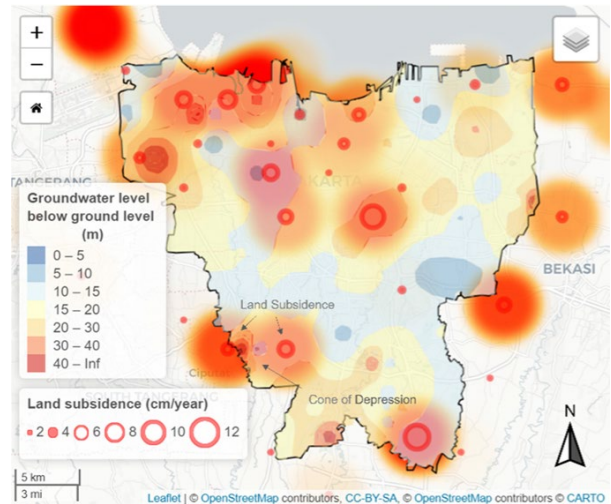 +
−
TANGERANG
KARTA
Groundwater level
below ground level
(m)
0 – 5
5 – 10
10 – 15
15 – 20
20 – 30
30 – 40
40 – Inf
BEKASI
Land Subsidence
Ciputat
SOUTH TANGERANG
Cone of Depression
Land subsidence (cm/year)
2 4 6 8 10 12
N
5 km
3 mi
Leaflet | © OpenStreetMap contributors, CC-BY-SA, © OpenStreetMap contributors © CARTO